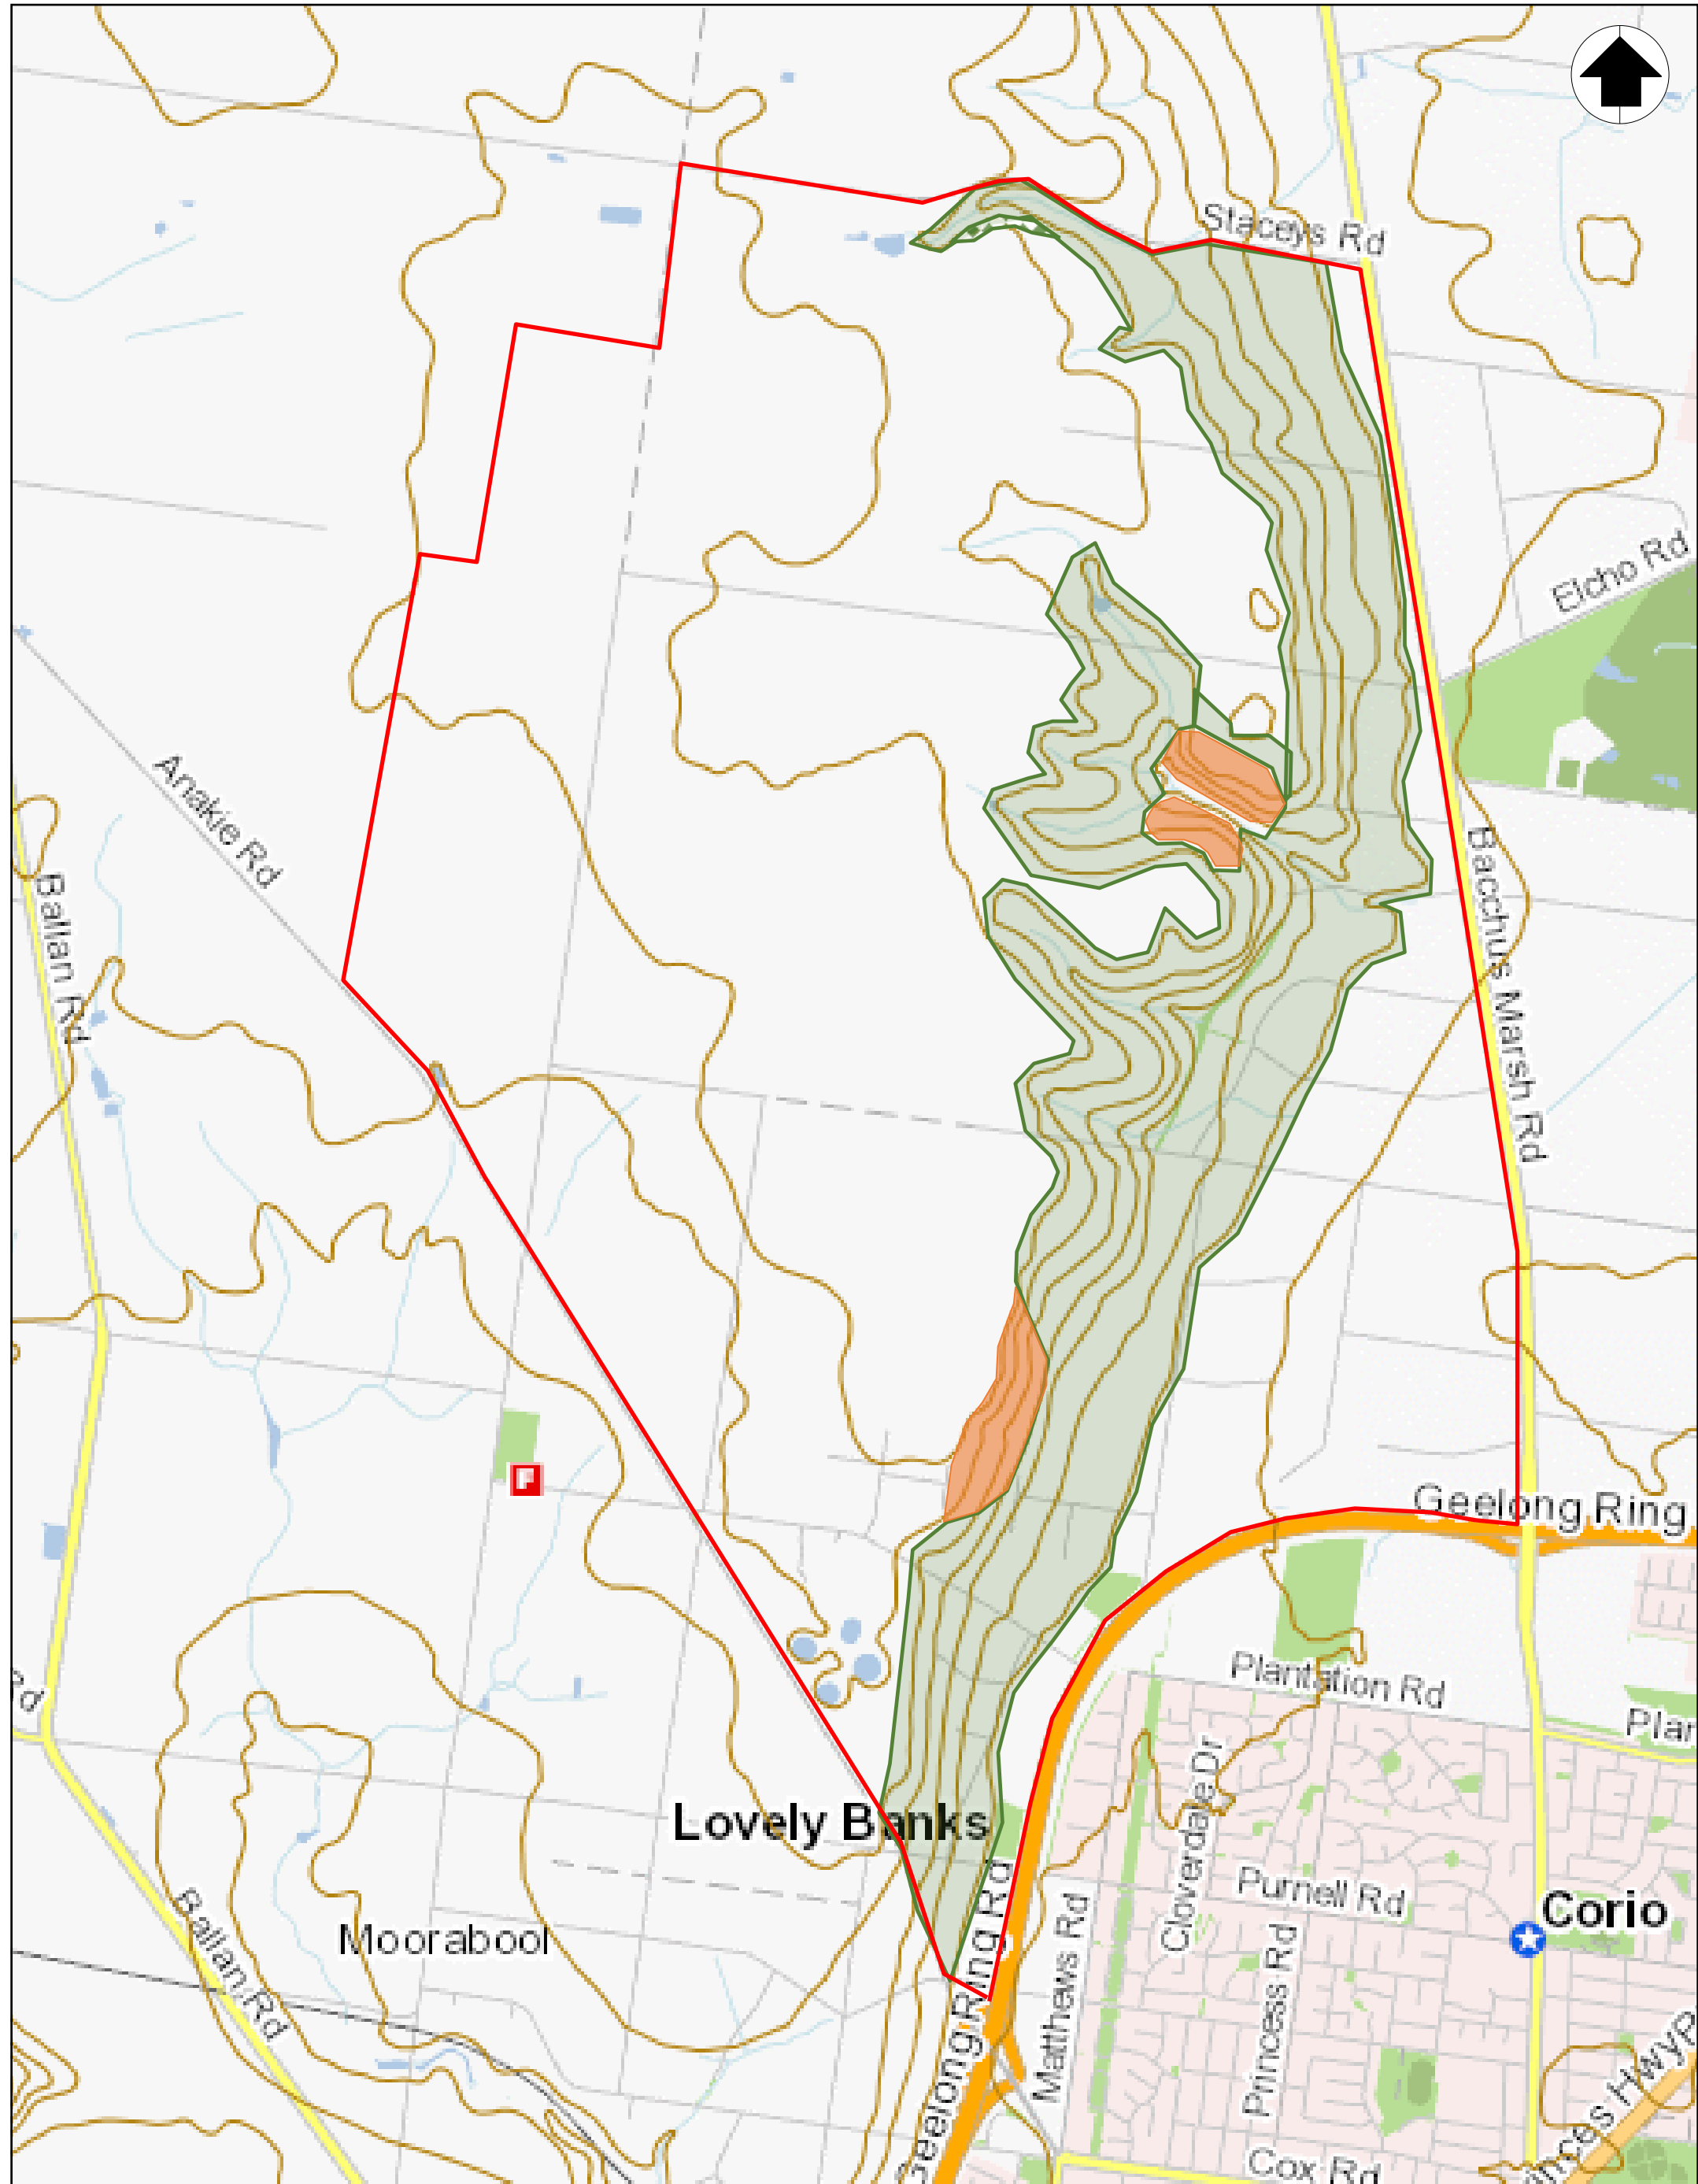 Staceys Rd
Elcho Rd
Anakie Rd
Ballan Rd
Bacchus Marsh Rd
Geelong Ring
Plantation Rd
Rd
Lovely Banks
Cloverdale Dr
Purnell Rd
Corio
Moorabool
Ballan Rd
Geelong Ring Rd
Matthews Rd
Princess Rd
Cox Rd